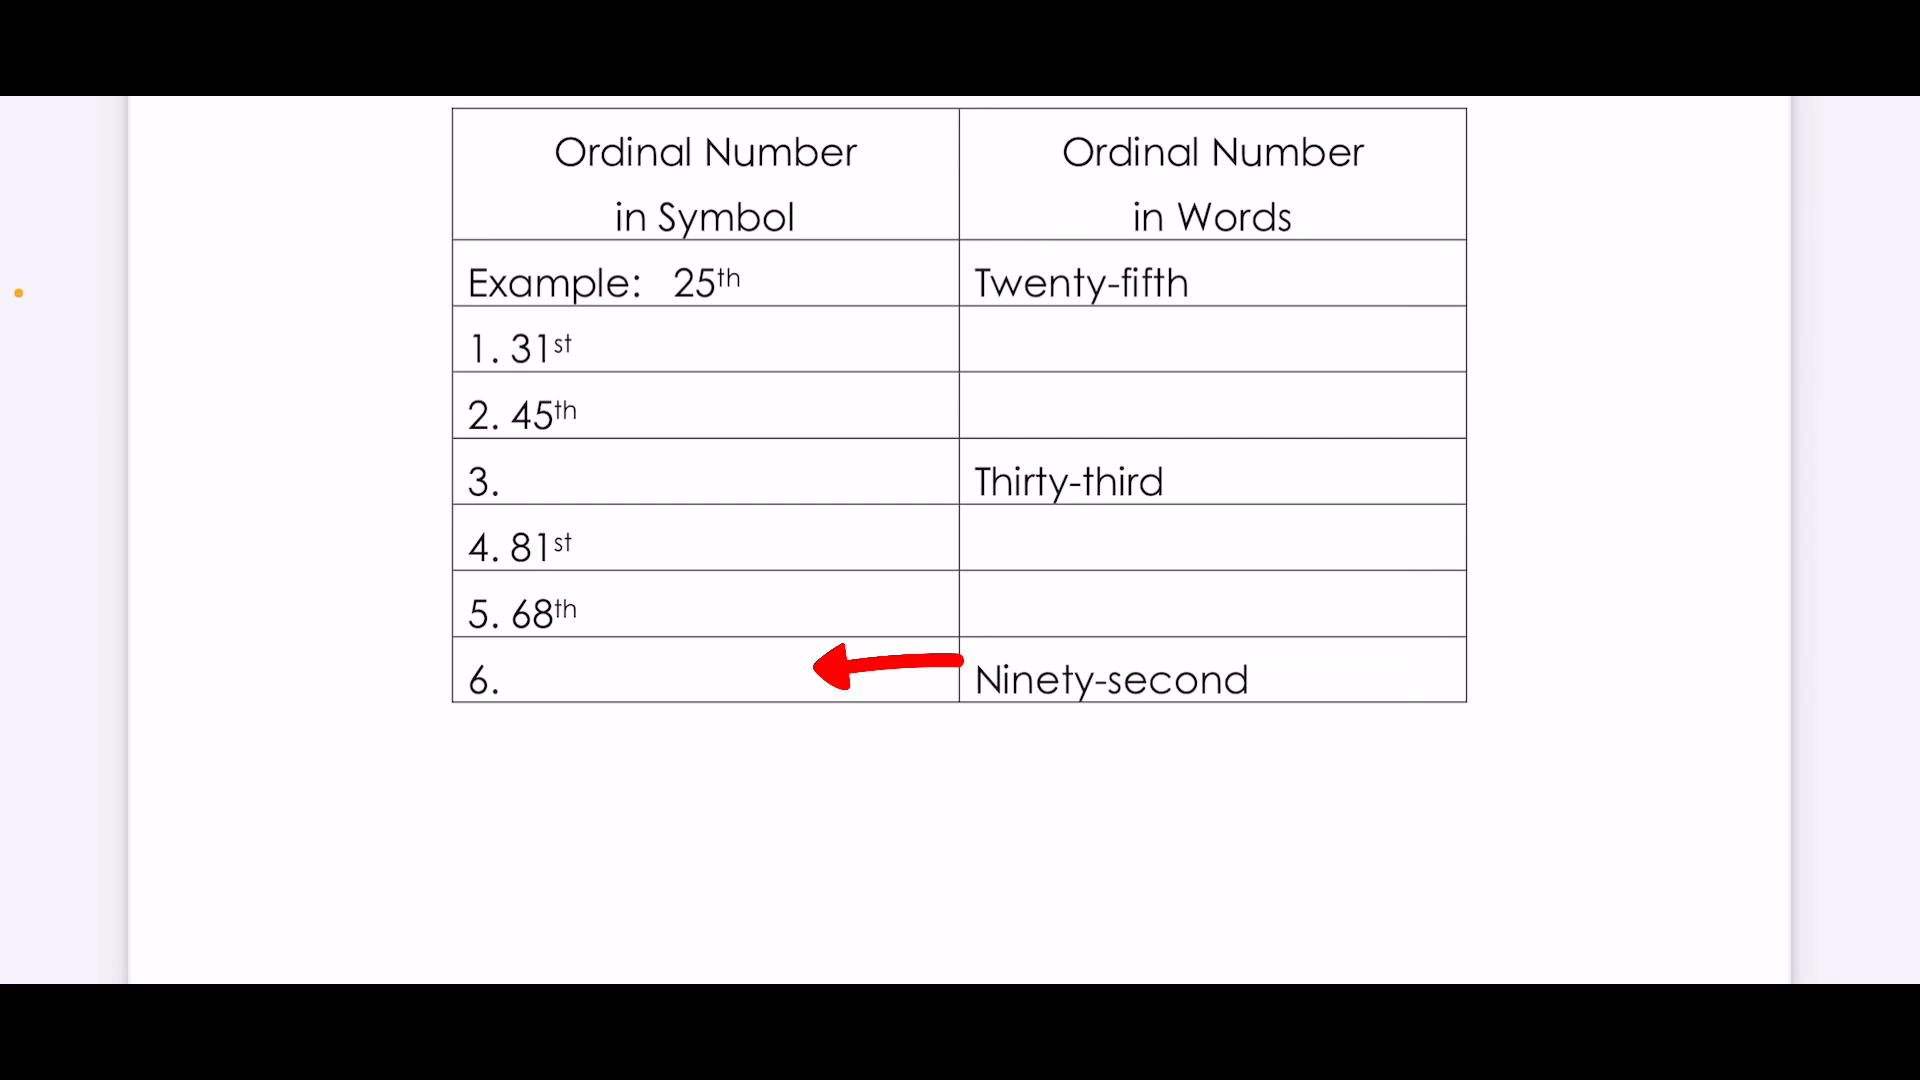 Ordinal Number
in Symbol
Ordinal Number
in Words
Example: 25th
Twenty-fifth
1. 31st
2. 45th
3.
Thirty-third
4. 81st
5. 68th
6.
Ninety-second